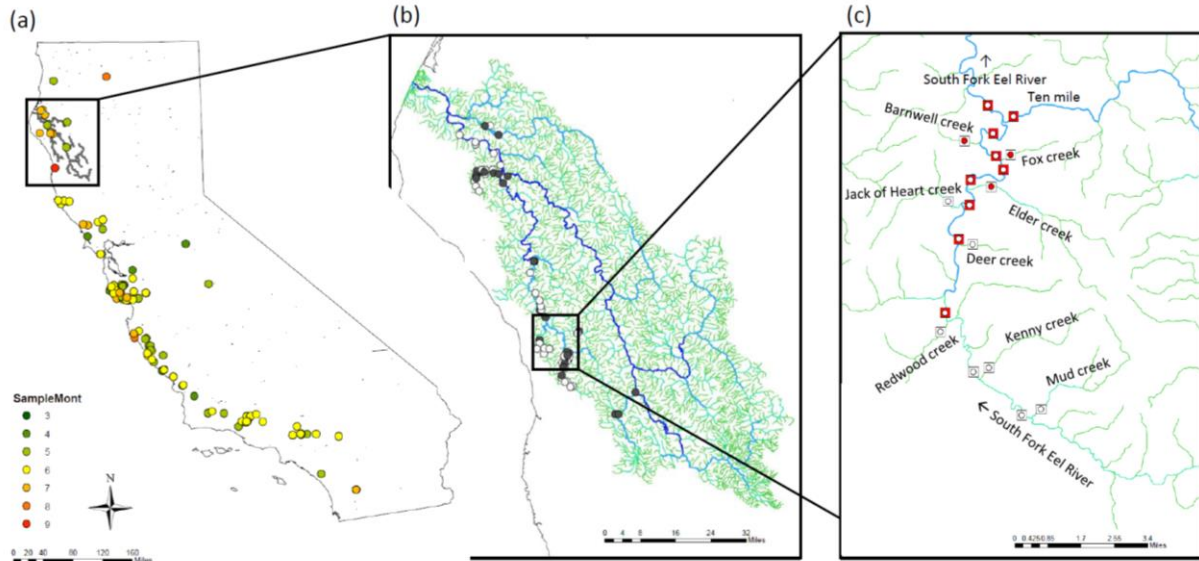 (a)
(b)
(c)
South Fork Eel River
Ten mile
Barnwell creek
Fox creek
Jack of Heart creek
Elder creek
Deer creek
Kenny creek
Redwood creek
Mud creek
South Fork Eel River
SampleMont
3
4
5
6
7
8
9
N
0 20 40 80 120 160
Miles
0 4 8 16 24 32
Miles
0 0.425 0.85 1.7 2.55 3.4
Miles